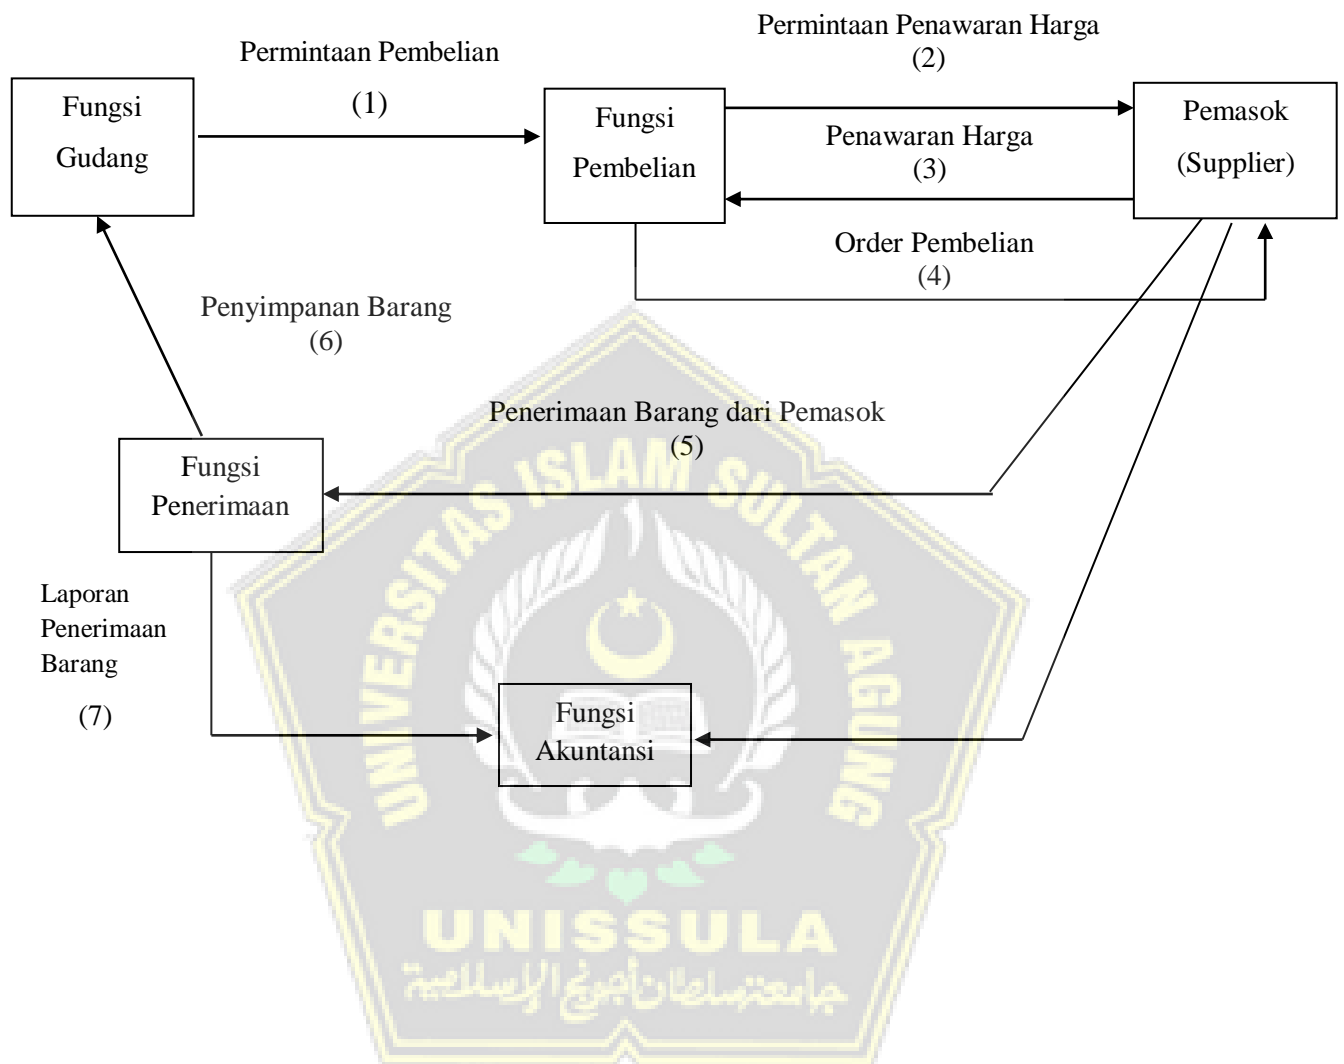 Permintaan Pembelian
(1)
Permintaan Penawaran Harga
(2)
Fungsi
Gudang
Fungsi
Pembelian
Pemasok
(Supplier)
Penawaran Harga
(3)
Order Pembelian
(4)
Penyimpanan Barang
(6)
Penerimaan Barang dari Pemasok
(5)
Fungsi
Penerimaan
Laporan
Penerimaan
Barang
(7)
Fungsi
Akuntansi
UNIVERSITAS ISLAM SULTAN AGUNG
UNISSULA
جامعة سلطان أجونج الإسلامية